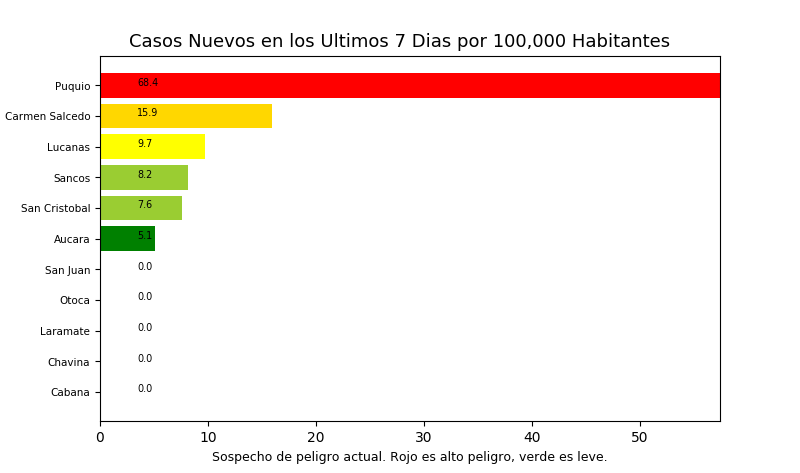 Casos Nuevos en los Ultimos 7 Dias por 100,000 Habitantes
Puquio 68.4
Carmen Salcedo 15.9
Lucanas 9.7
Sancos 8.2
San Cristobal 7.6
Aucara 5.1
San Juan 0.0
Otoca 0.0
Laramate 0.0
Chavina 0.0
Cabana 0.0
0 10 20 30 40 50
Sospecho de peligro actual. Rojo es alto peligro, verde es leve.